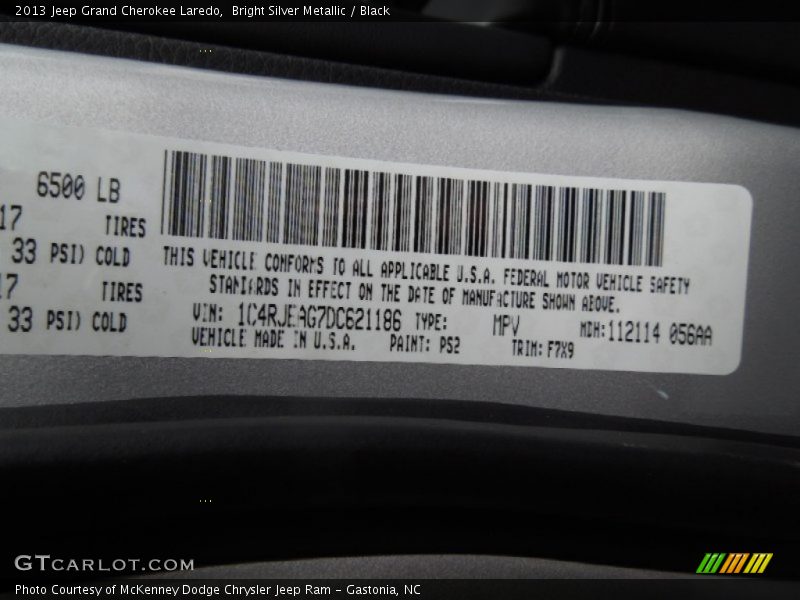 2013 Jeep Grand Cherokee Laredo,  Bright Silver Metallic / Black
6500 LB
17 TIRES
33 PSI) COLD
17 TIRES
33 PSI) COLD
THIS VEHICLE CONFORMS TO ALL APPLICABLE U.S.A. FEDERAL MOTOR VEHICLE SAFETY
STANDARDS IN EFFECT ON THE DATE OF MANUFACTURE SHOWN ABOVE.
VIN: 1C4RJEAG7DC621186 TYPE: MPV MDH:112114 056AA
VEHICLE MADE IN U.S.A. PAINT: PS2 TRIM:F7X9
GTCARLOT.COM
Photo Courtesy of McKenney Dodge Chrysler Jeep Ram - Gastonia, NC